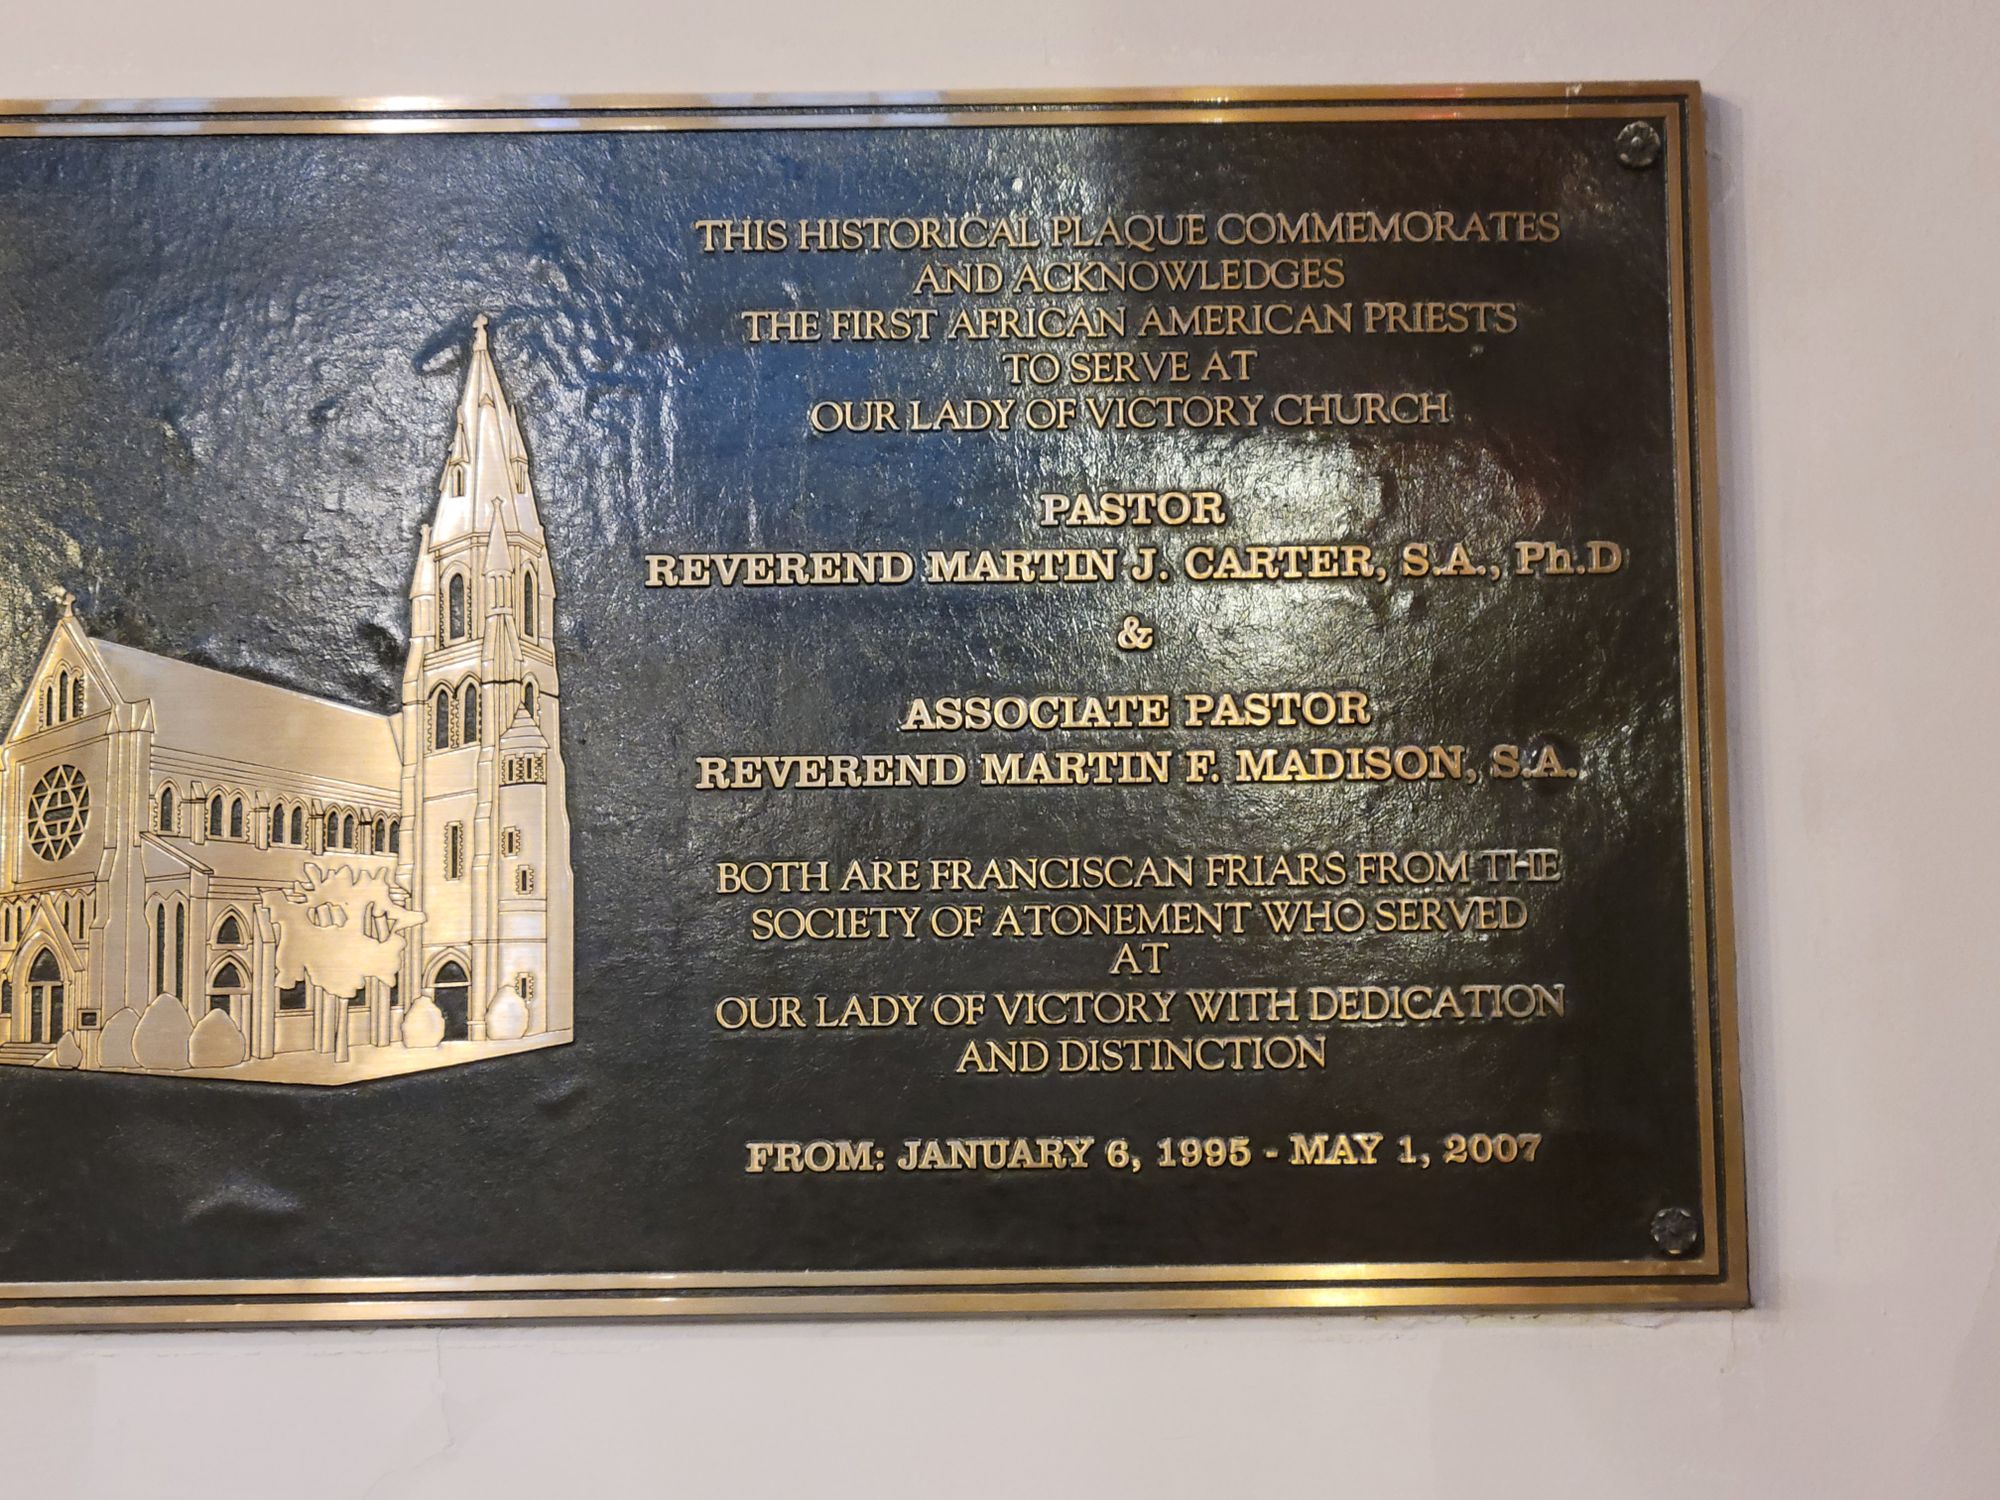 THIS HISTORICAL PLAQUE COMMEMORATES
AND ACKNOWLEDGES
THE FIRST AFRICAN AMERICAN PRIESTS
TO SERVE AT
OUR LADY OF VICTORY CHURCH
PASTOR
REVEREND MARTIN J. CARTER, S.A., Ph.D
&
ASSOCIATE PASTOR
REVEREND MARTIN F. MADISON, S.A.
BOTH ARE FRANCISCAN FRIARS FROM THE
SOCIETY OF ATONEMENT WHO SERVED
AT
OUR LADY OF VICTORY WITH DEDICATION
AND DISTINCTION
FROM: JANUARY 6, 1995 - MAY 1, 2007